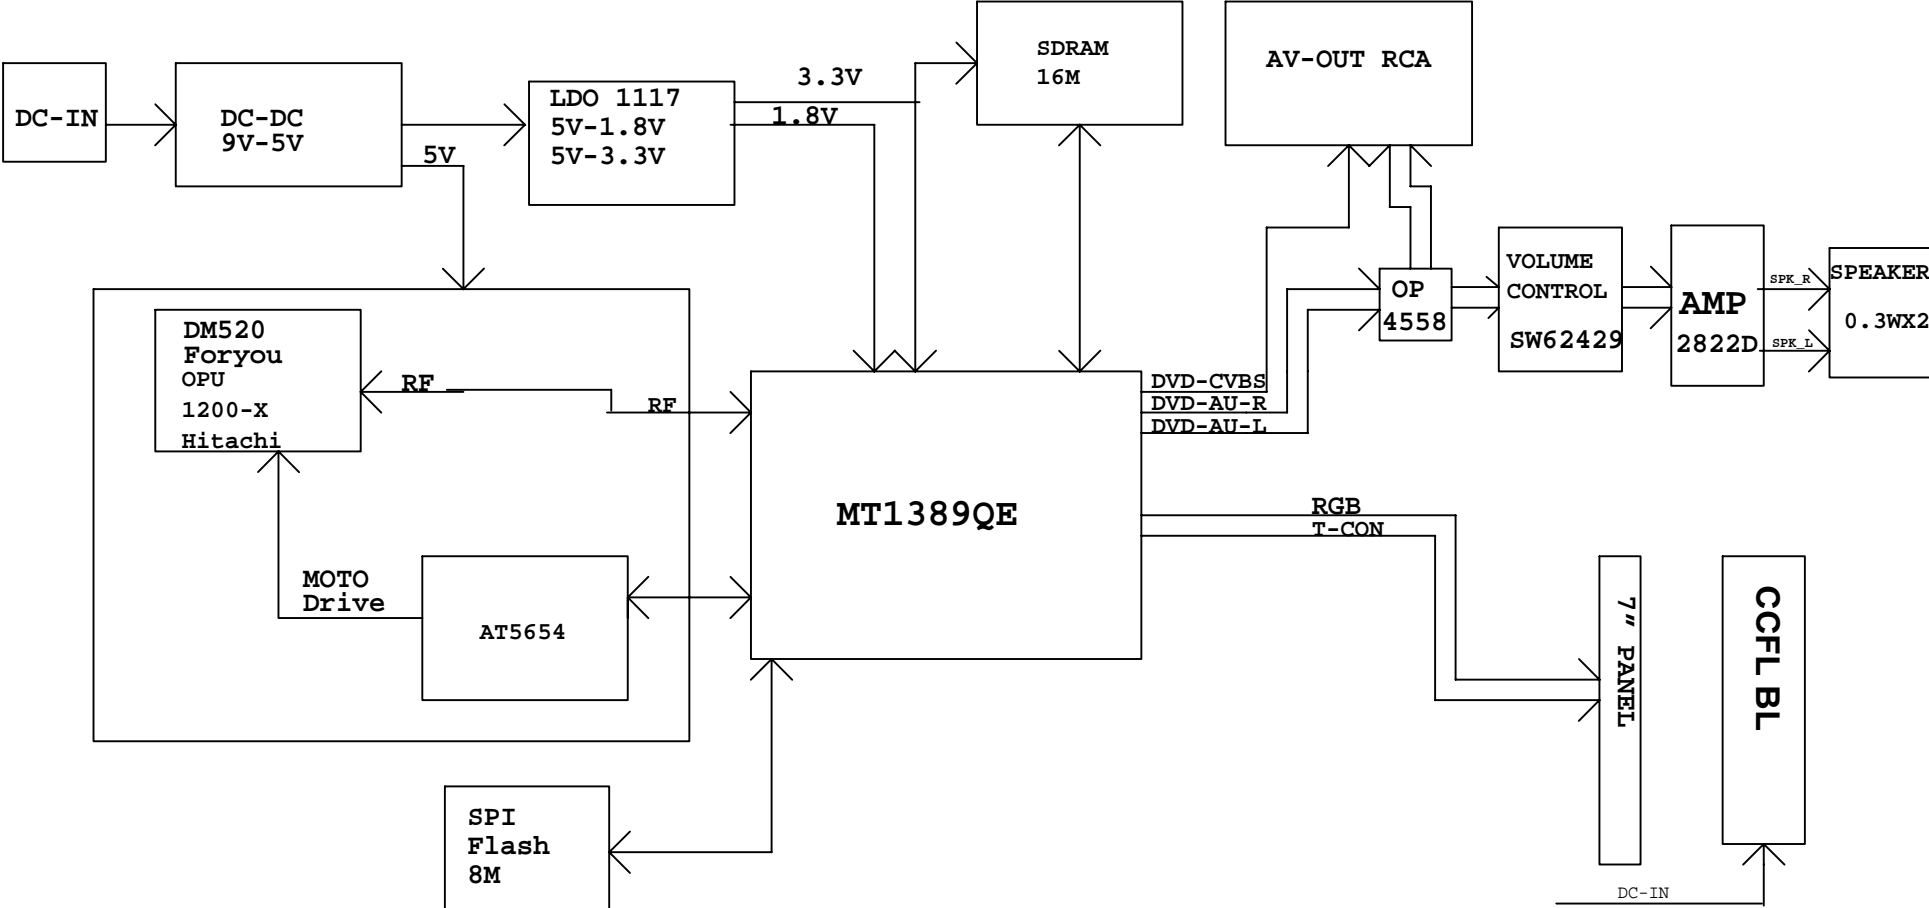 DC-IN
DC-DC
9V-5V
5V
LDO 1117
5V-1.8V
5V-3.3V
3.3V
1.8V
SDRAM
16M
AV-OUT RCA
OP
4558
VOLUME
CONTROL
SW62429
AMP
2822D
SPK_R
SPK_L
SPEAKER
0.3WX2
DM520
Foryou
OPU
1200-X
Hitachi
RF
RF
MOTO
Drive
AT5654
MT1389QE
DVD-CVBS
DVD-AU-R
DVD-AU-L
RGB
T-CON
7" PANEL
CCFL BL
SPI
Flash
8M
DC-IN